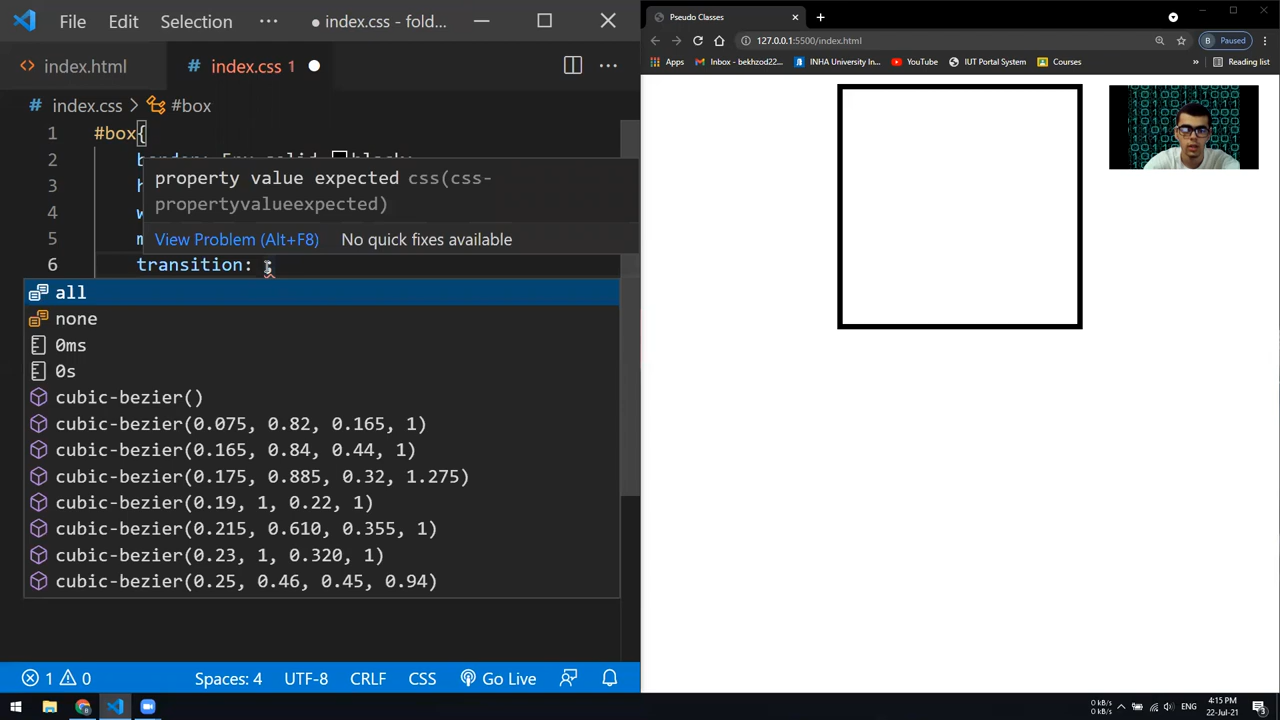 File Edit Selection ··· ● index.css - fold...
index.html
index.css 1
index.css > #box
1 #box{
2
3 h
4 w
5 m
6 transition: ;
property value expected css(css-
propertyvalueexpected)
View Problem (Alt+F8) No quick fixes available
all
none
0ms
0s
cubic-bezier()
cubic-bezier(0.075, 0.82, 0.165, 1)
cubic-bezier(0.165, 0.84, 0.44, 1)
cubic-bezier(0.175, 0.885, 0.32, 1.275)
cubic-bezier(0.19, 1, 0.22, 1)
cubic-bezier(0.215, 0.610, 0.355, 1)
cubic-bezier(0.23, 1, 0.320, 1)
cubic-bezier(0.25, 0.46, 0.45, 0.94)
1 0 Spaces: 4 UTF-8 CRLF CSS Go Live
Pseudo Classes
127.0.0.1:5500/index.html
B Paused
Apps Inbox - bekhzod22... INHA University In... YouTube IUT Portal System Courses » Reading list
0 kB/s
0 kB/s
ENG
4:15 PM
22-Jul-21
3